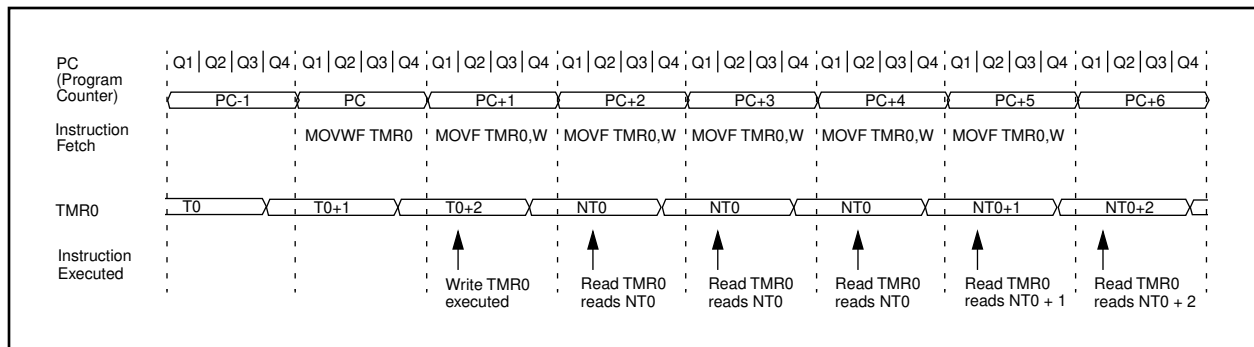 PC
(Program
Counter)
Q1 Q2 Q3 Q4 Q1 Q2 Q3 Q4 Q1 Q2 Q3 Q4 Q1 Q2 Q3 Q4 Q1 Q2 Q3 Q4 Q1 Q2 Q3 Q4 Q1 Q2 Q3 Q4 Q1 Q2 Q3 Q4
PC-1 PC PC+1 PC+2 PC+3 PC+4 PC+5 PC+6
Instruction
Fetch
MOVWF TMR0 MOVF TMR0,W MOVF TMR0,W MOVF TMR0,W MOVF TMR0,W MOVF TMR0,W
TMR0
T0 T0+1 T0+2 NT0 NT0 NT0 NT0+1 NT0+2
Instruction
Executed
Write TMR0
executed
Read TMR0
reads NT0
Read TMR0
reads NT0
Read TMR0
reads NT0
Read TMR0
reads NT0 + 1
Read TMR0
reads NT0 + 2